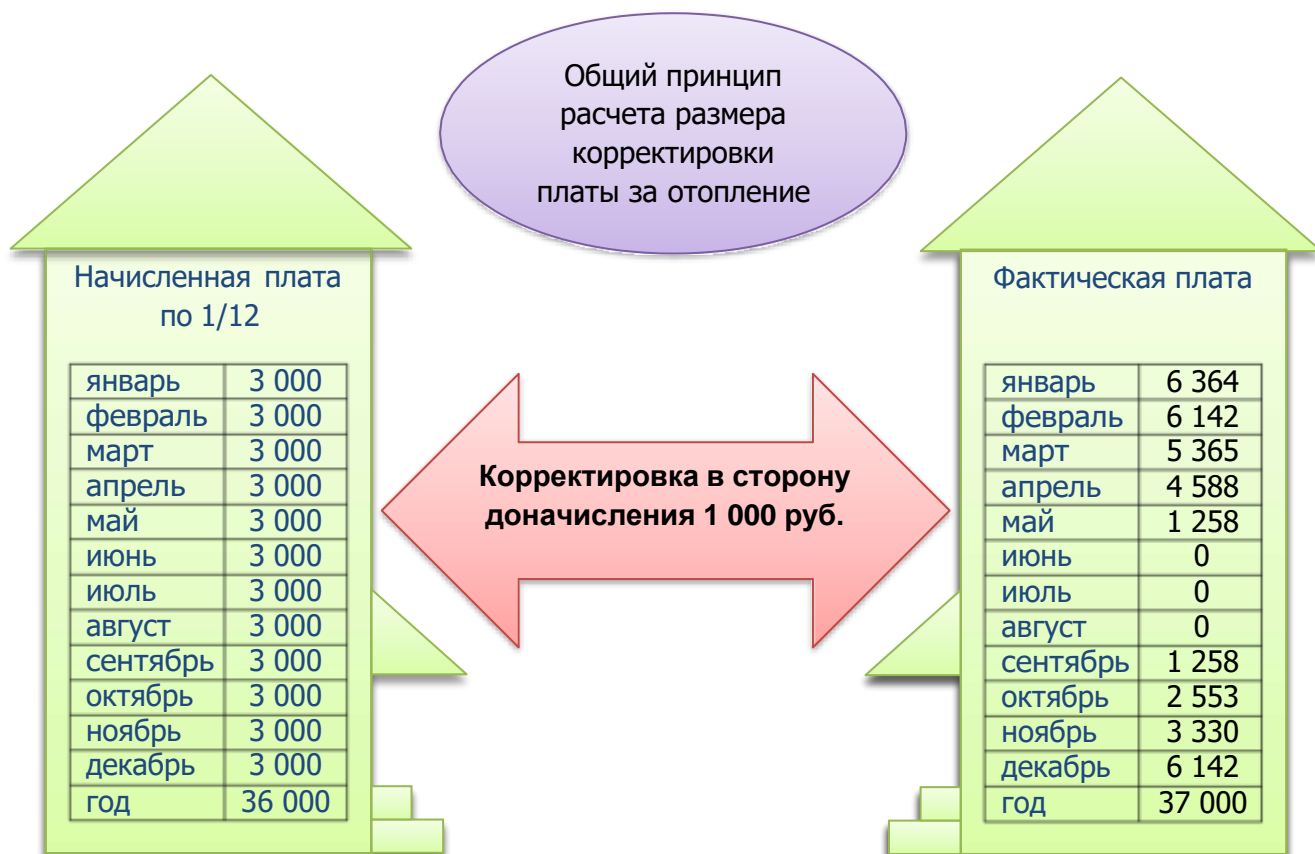 Общий принцип
расчета размера
корректировки
платы за отопление
Начисленная плата
по 1/12
январь 3 000
февраль 3 000
март 3 000
апрель 3 000
май 3 000
июнь 3 000
июль 3 000
август 3 000
сентябрь 3 000
октябрь 3 000
ноябрь 3 000
декабрь 3 000
год 36 000
Корректировка в сторону
доначисления 1 000 руб.
Фактическая плата
январь 6 364
февраль 6 142
март 5 365
апрель 4 588
май 1 258
июнь 0
июль 0
август 0
сентябрь 1 258
октябрь 2 553
ноябрь 3 330
декабрь 6 142
год 37 000